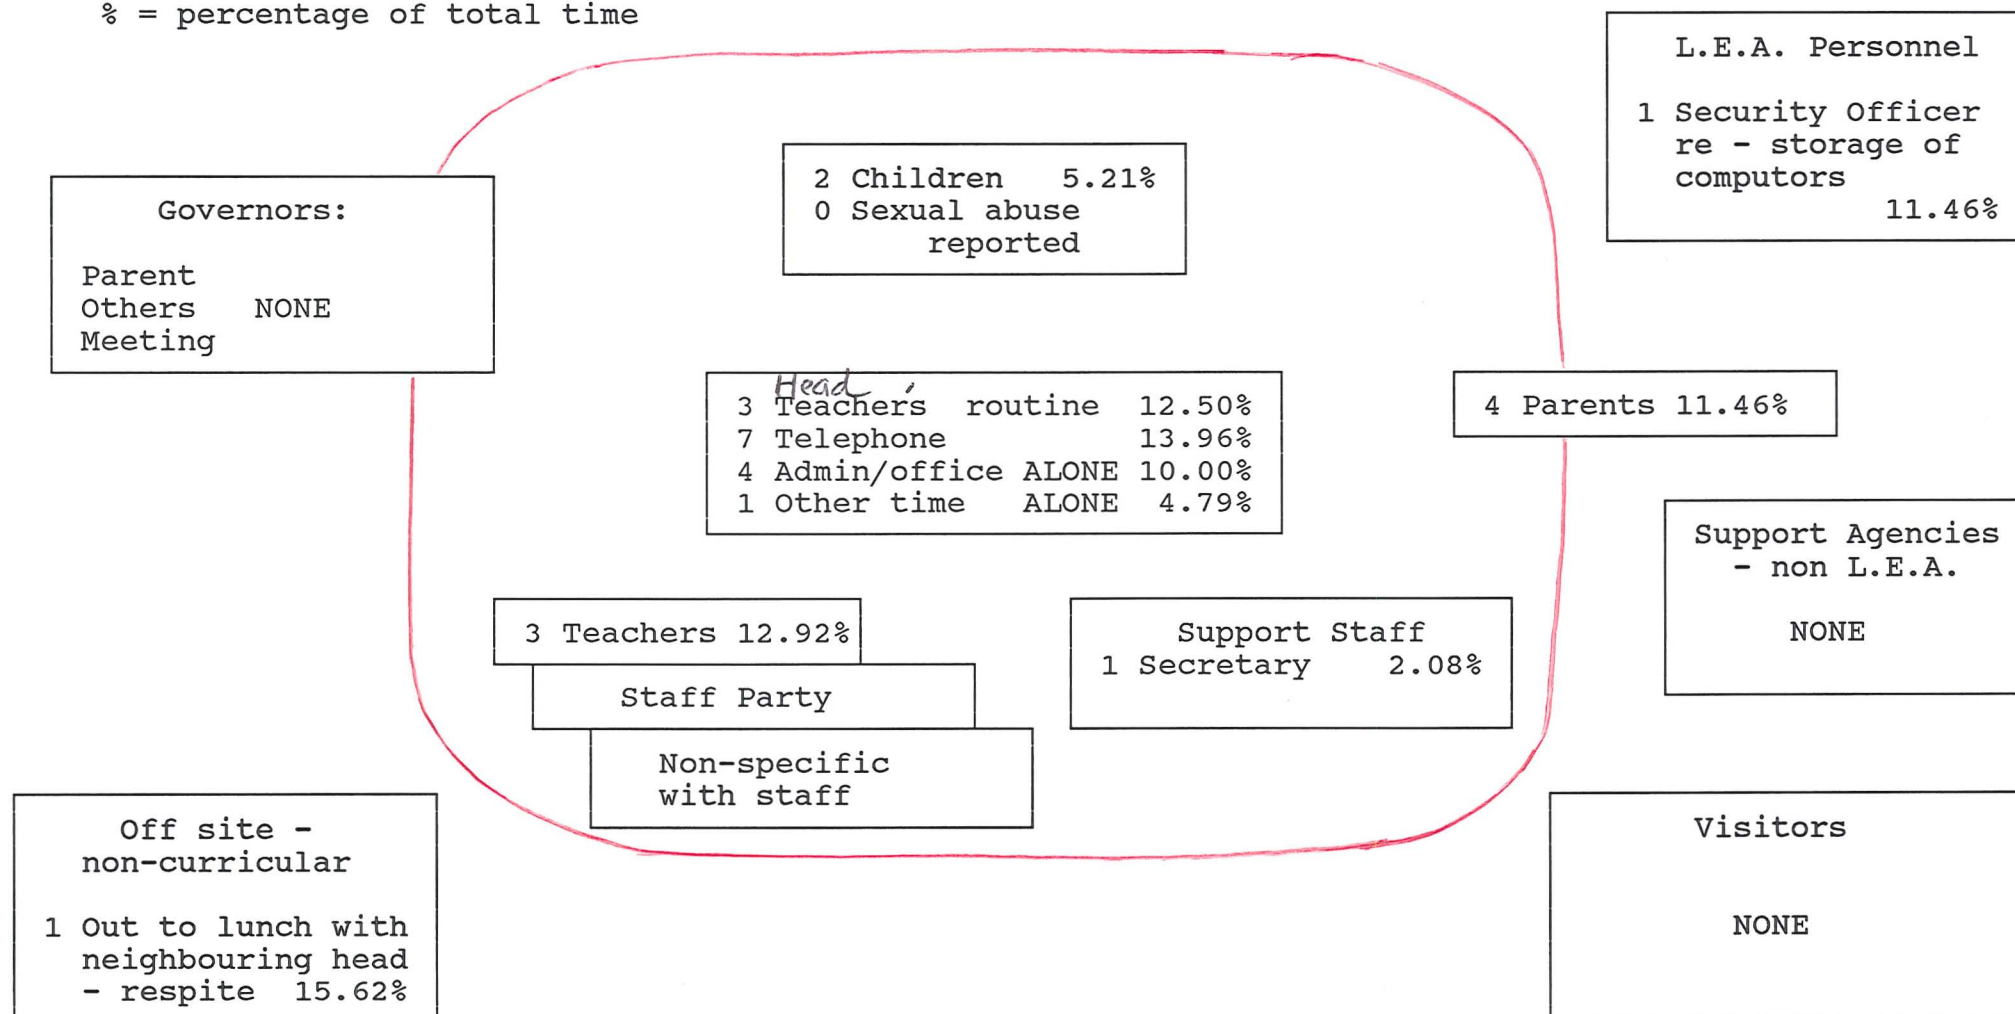 % = percentage of total time
L.E.A. Personnel
1 Security Officer
re - storage of
computors
11.46%
2 Children 5.21%
0 Sexual abuse
reported
Governors:
Parent
Others NONE
Meeting
Head '
3 Teachers routine 12.50%
7 Telephone 13.96%
4 Admin/office ALONE 10.00%
1 Other time ALONE 4.79%
4 Parents 11.46%
Support Agencies
- non L.E.A.
NONE
3 Teachers 12.92%
Staff Party
Non-specific
with staff
Support Staff
1 Secretary 2.08%
Off site -
non-curricular
1 Out to lunch with
neighbouring head
- respite 15.62%
Visitors
NONE